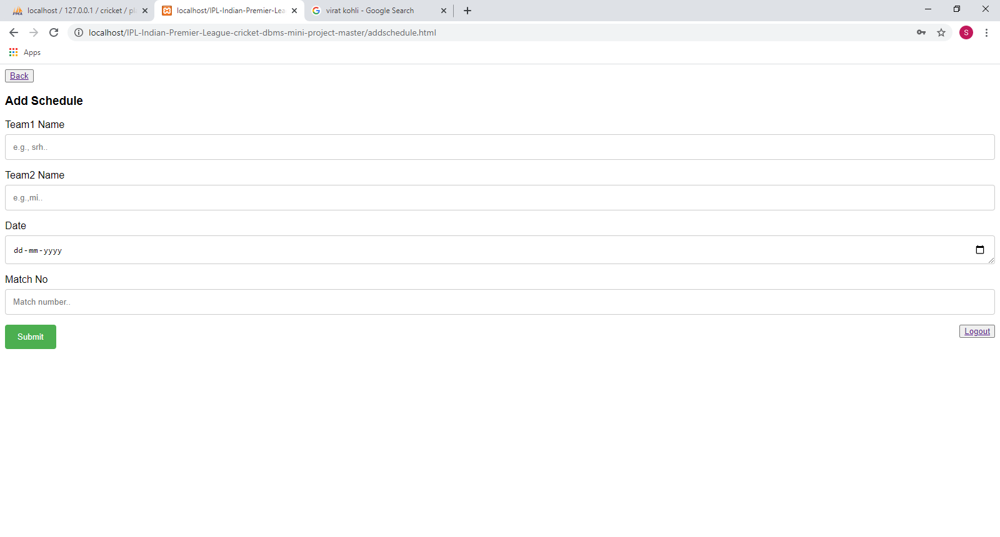 localhost / 127.0.0.1 / cricket / pl
localhost/IPL-Indian-Premier-Lea
virat kohli - Google Search
localhost/IPL-Indian-Premier-League-cricket-dbms-mini-project-master/addschedule.html
S
Apps
Back
Add Schedule
Team1 Name
e.g., srh..
Team2 Name
e.g.,mi..
Date
dd-mm-yyyy
Match No
Match number..
Submit
Logout